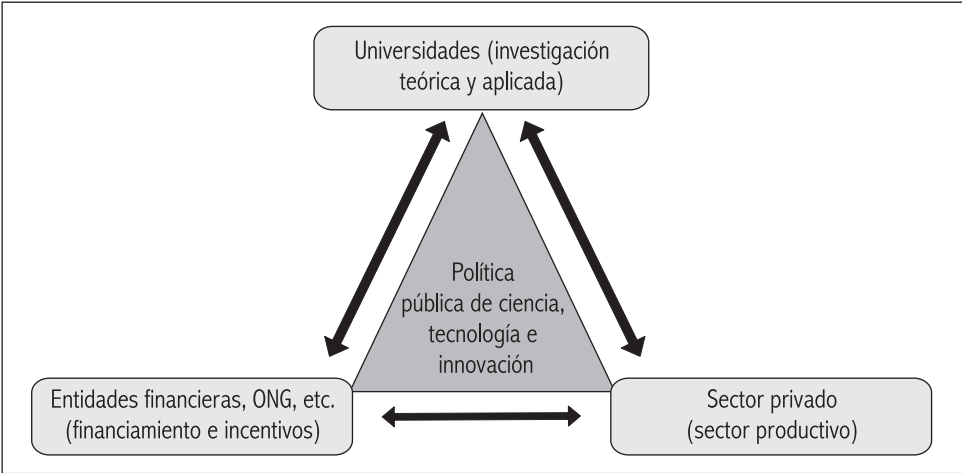 Universidades (investigación
teórica y aplicada)
Política
pública de ciencia,
tecnología e
innovación
Entidades financieras, ONG, etc.
(financiamiento e incentivos)
Sector privado
(sector productivo)